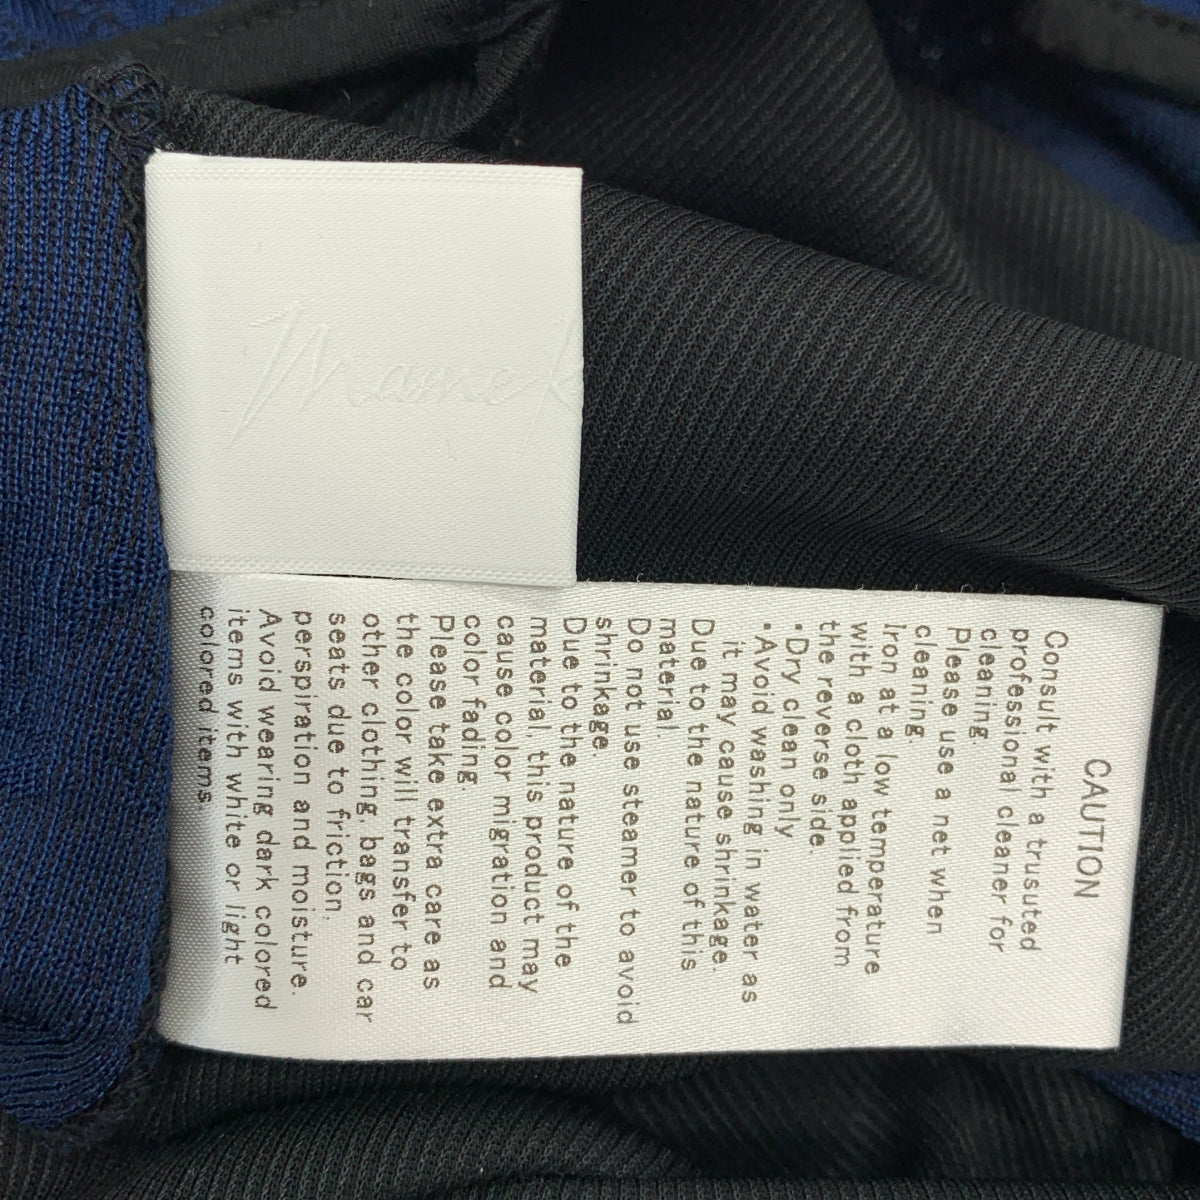 CAUTION
Consult with a trusuted
professional cleaner for
cleaning.
Please use a net when
cleaning.
Iron at a low temperature
with a cloth applied from
the reverse side.
・Dry clean only
・Avoid washing in water as
it may cause shrinkage.
Due to the nature of this
material.
Do not use steamer to avoid
shrinkage.
Due to the nature of the
material, this product may
cause color migration and
color fading.
Please take extra care as
the color will transfer to
other clothing, bags and car
seats due to friction,
perspiration and moisture.
Avoid wearing dark colored
items with white or light
colored items